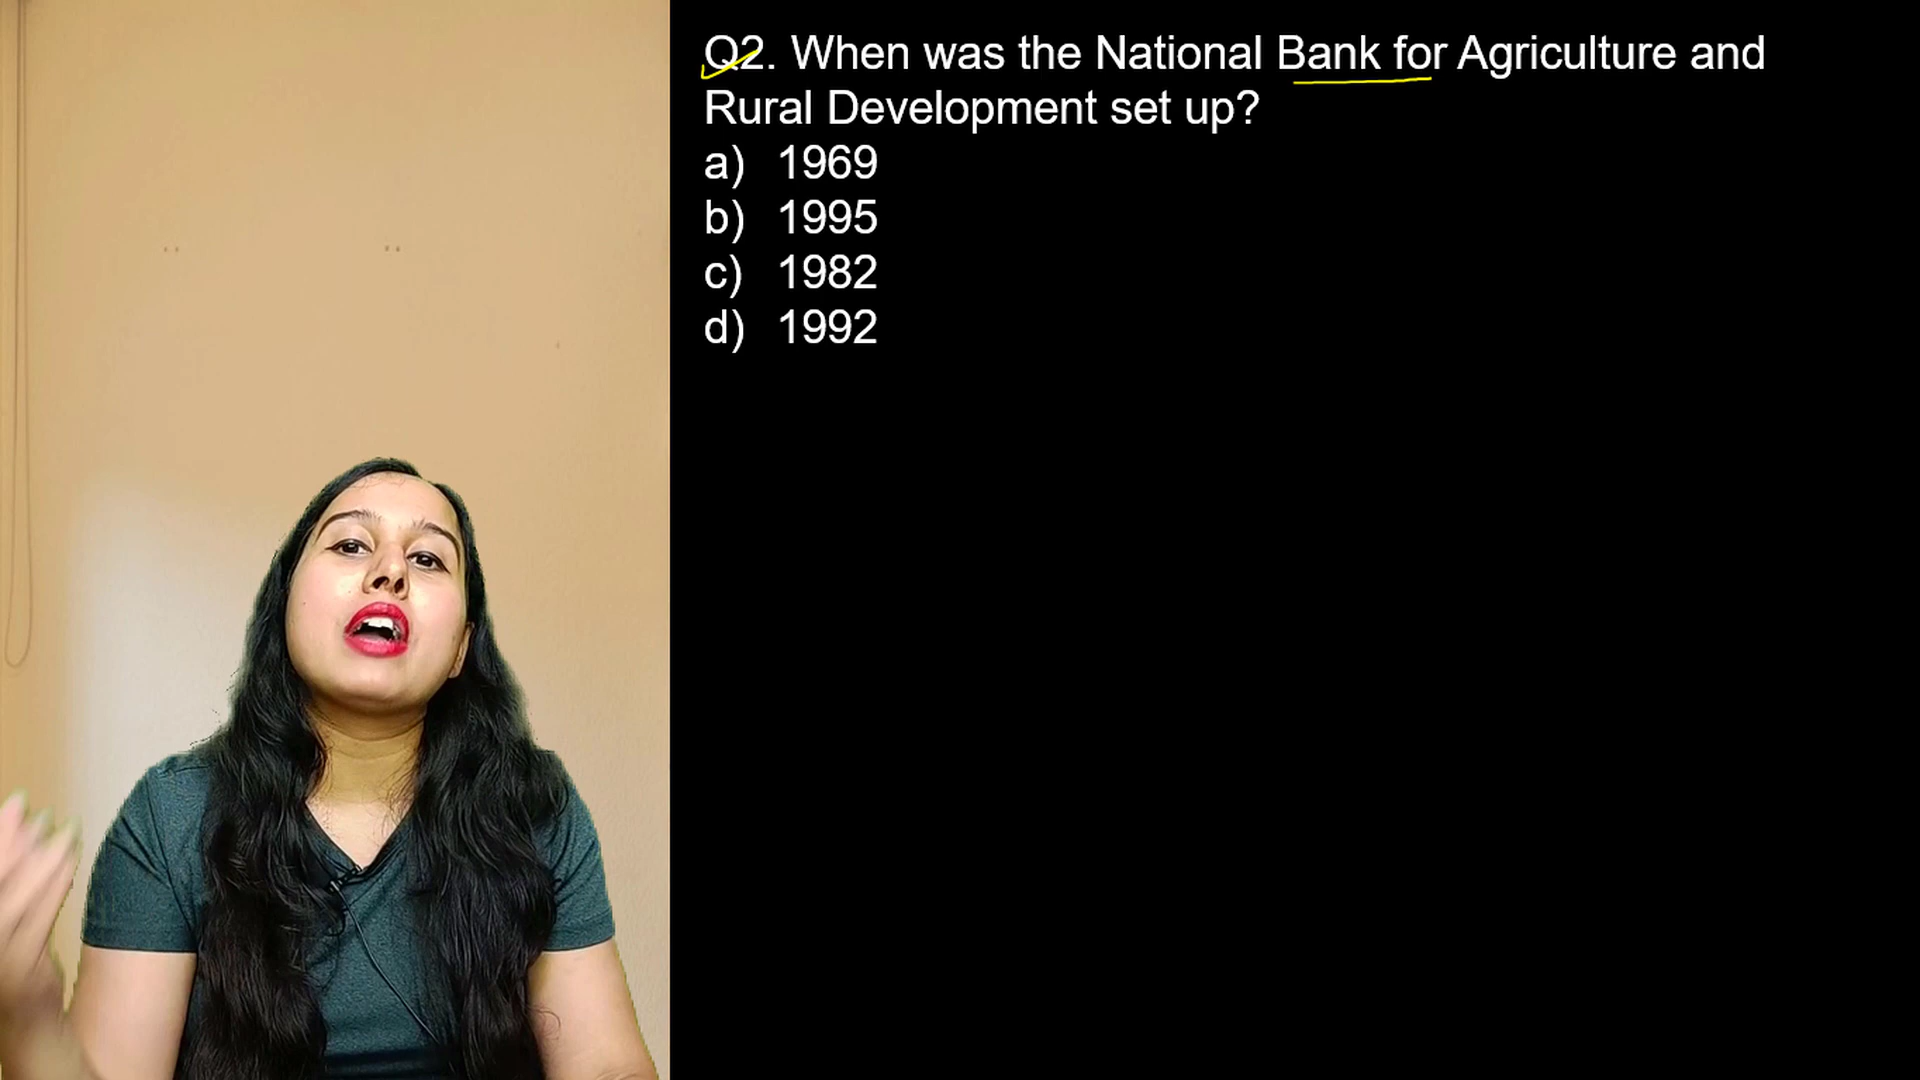 Q2. When was the National Bank for Agriculture and
Rural Development set up?
a) 1969
b) 1995
c) 1982
d) 1992